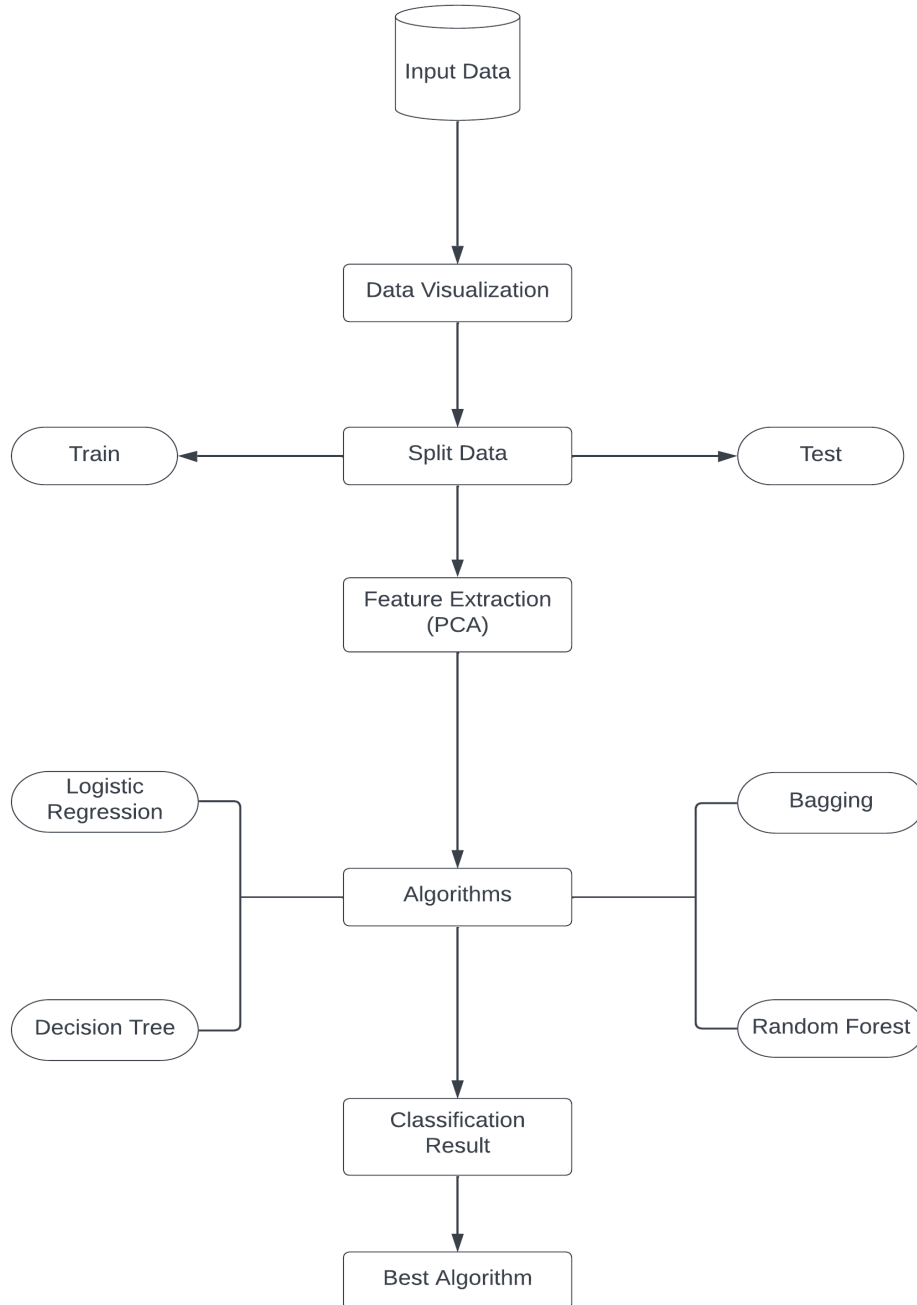 Input Data
Data Visualization
Train
Split Data
Test
Feature Extraction
(PCA)
Logistic
Regression
Bagging
Algorithms
Decision Tree
Random Forest
Classification
Result
Best Algorithm